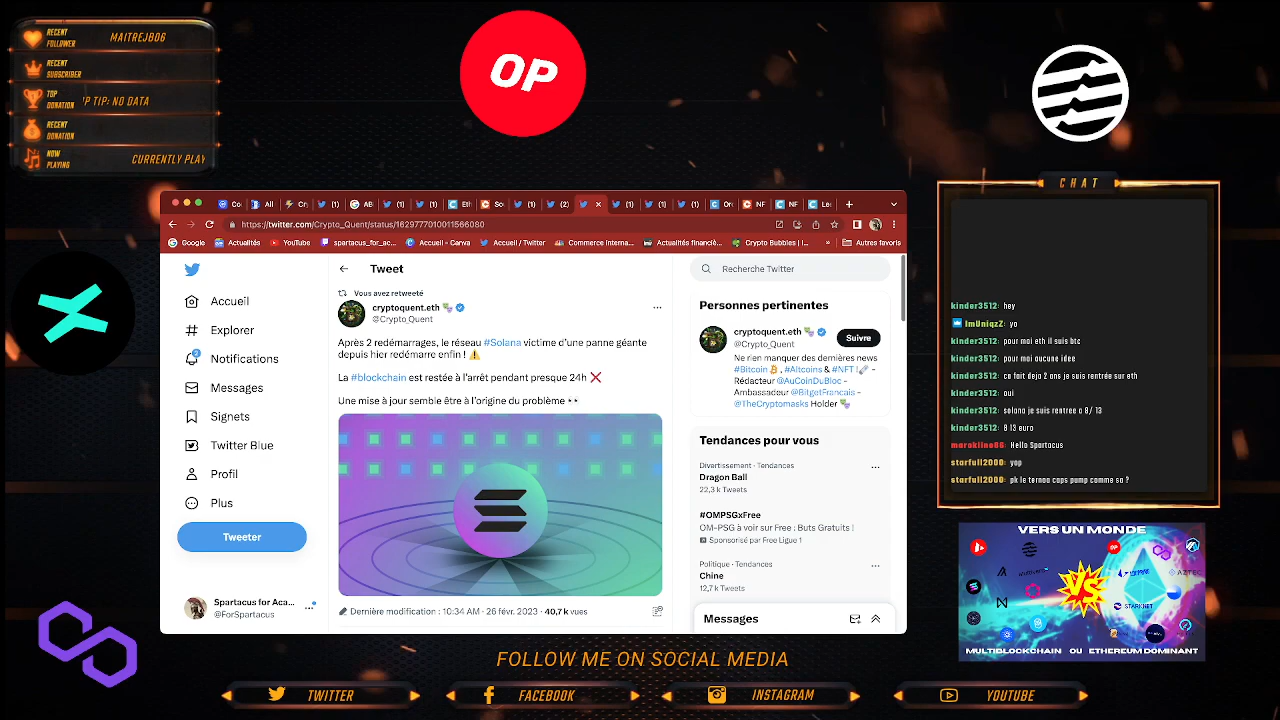 RECENT FOLLOWER
MAITREJB06
RECENT SUBSCRIBER
TOP DONATION
P TIP: NO DATA
RECENT DONATION
NOW PLAYING
CURRENTLY PLAY
OP
https://twitter.com/Crypto_Quent/status/1629777010011566080
Google
Actualités
YouTube
spartacus_for_ac...
Accueil - Canva
Accueil / Twitter
Commerce Interna...
Actualités financiè...
Crypto Bubbles | I...
Autres favoris
Accueil
Explorer
Notifications
Messages
Signets
Twitter Blue
Profil
Plus
Tweeter
Spartacus for Aca...
@ForSpartacus
Tweet
Vous avez retweeté
cryptoquent.eth
@Crypto_Quent
Après 2 redémarrages, le réseau #Solana victime d'une panne géante
depuis hier redémarre enfin ! ⚠️
La #blockchain est restée à l'arrêt pendant presque 24h ❌
Une mise à jour semble être à l'origine du problème 👀
Dernière modification : 10:34 AM · 26 févr. 2023 · 40,7 k vues
Recherche Twitter
Personnes pertinentes
cryptoquent.eth
@Crypto_Quent
Suivre
Ne rien manquer des dernières news
#Bitcoin, #Altcoins & #NFT !
Rédacteur @AuCoinDuBloc -
Ambassadeur @BitgetFrancais -
@TheCryptomasks Holder
Tendances pour vous
Divertissement · Tendances
Dragon Ball
22,3 k Tweets
#OMPSGxFree
OM-PSG à voir sur Free : Buts Gratuits !
Sponsorisé par Free Ligue 1
Politique · Tendances
Chine
12,7 k Tweets
Messages
CHAT
kinder3512: hey
ImUniqzZ: yo
kinder3512: pour moi eth il suis btc
kinder3512: pour moi aucune idee
kinder3512: ca fait deja 2 ans je suis rentrée sur eth
kinder3512: oui
kinder3512: solana je suis rentree a 8/ 13
kinder3512: 8 13 euro
marokiino66: Hello Spartacus
starfull2000: yop
starfull2000: pk le ternoa caps pump comme sa ?
VERS UN MONDE
VS
STARKNET
AZTEC
MULTIBLOCKCHAIN OU ETHEREUM DOMINANT
FOLLOW ME ON SOCIAL MEDIA
TWITTER
FACEBOOK
INSTAGRAM
YOUTUBE